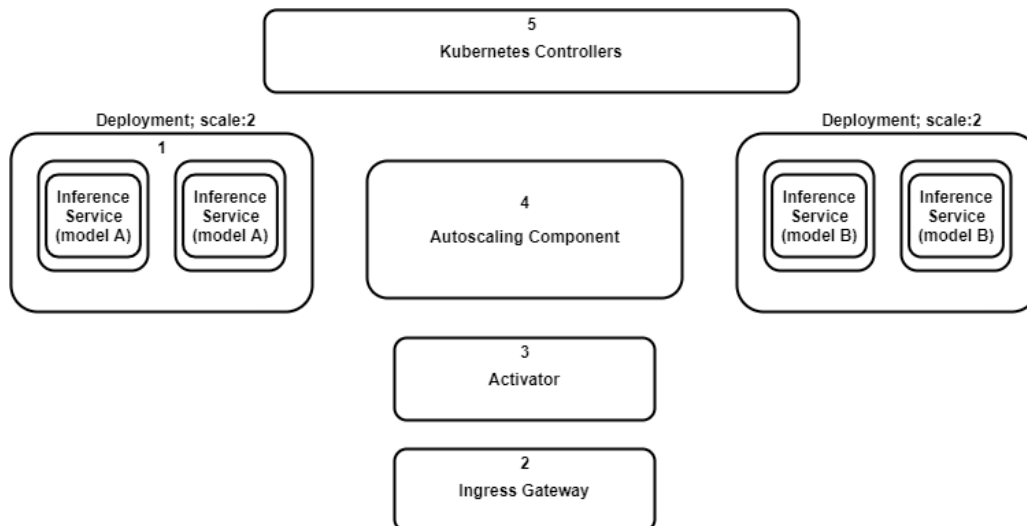 5
Kubernetes Controllers
Deployment; scale:2
Deployment; scale:2
1
Inference
Service
(model A)
Inference
Service
(model A)
4
Autoscaling Component
Inference
Service
(model B)
Inference
Service
(model B)
3
Activator
2
Ingress Gateway